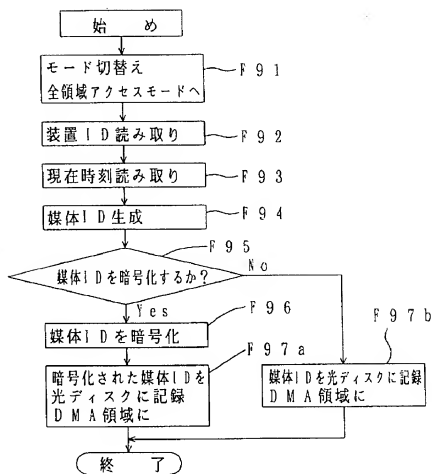 始め
モード切替え
全領域アクセスモードへ
F91
装置ID読み取り
F92
現在時刻読み取り
F93
媒体ID生成
F94
F95
媒体IDを暗号化するか?
No
Yes
媒体IDを暗号化
F96
暗号化された媒体IDを
光ディスクに記録
DMA領域に
F97a
媒体IDを光ディスクに記録
DMA領域に
F97b
終了